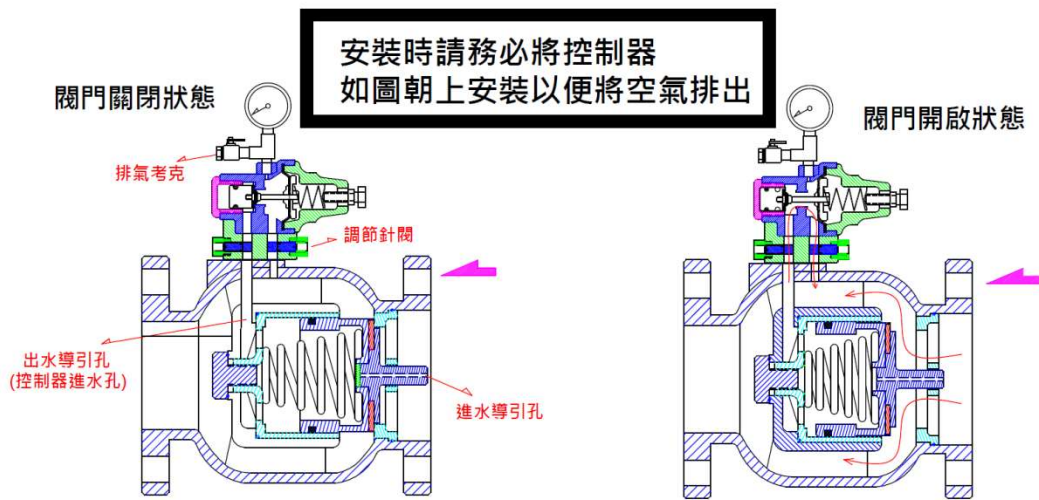 安裝時請務必將控制器
如圖朝上安裝以便將空氣排出
閥門關閉狀態
閥門開啟狀態
排氣考克
調節針閥
出水導引孔
(控制器進水孔)
進水導引孔